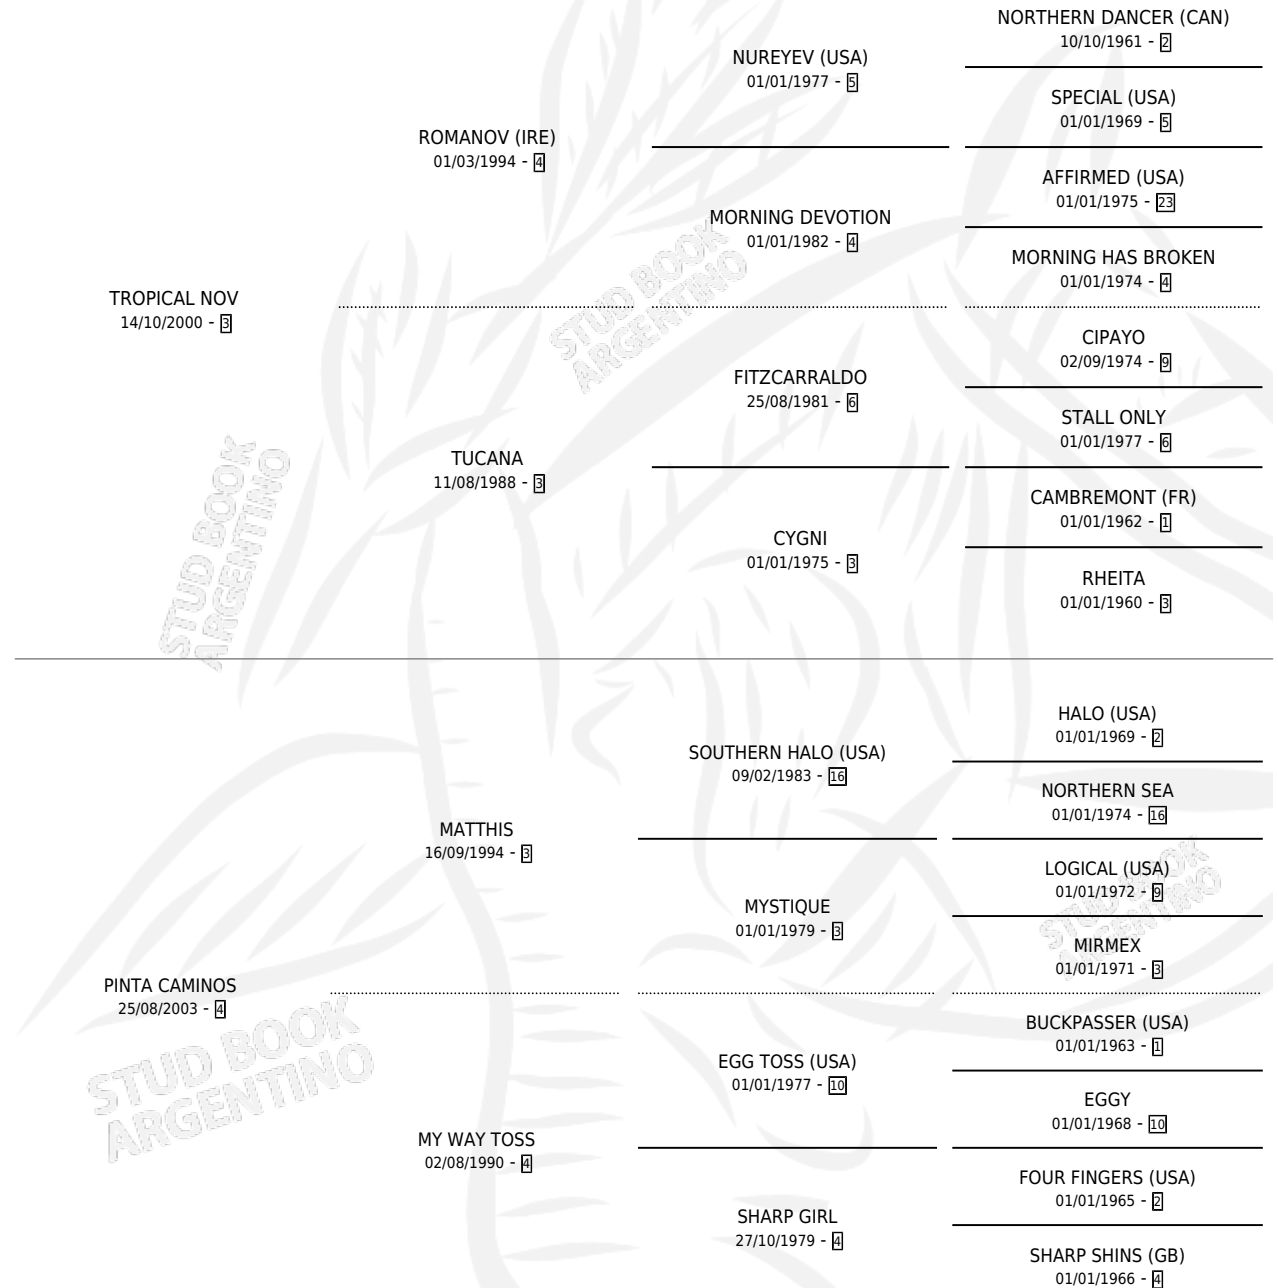 NORTHERN DANCER (CAN)
10/10/1961 - 2
NUREYEV (USA)
01/01/1977 - 5
SPECIAL (USA)
01/01/1969 - 5
ROMANOV (IRE)
01/03/1994 - 4
AFFIRMED (USA)
01/01/1975 - 23
MORNING DEVOTION
01/01/1982 - 4
MORNING HAS BROKEN
01/01/1974 - 4
TROPICAL NOV
14/10/2000 - 3
CIPAYO
02/09/1974 - 9
FITZCARRALDO
25/08/1981 - 6
STALL ONLY
01/01/1977 - 6
TUCANA
11/08/1988 - 3
CAMBREMONT (FR)
01/01/1962 - 1
CYGNI
01/01/1975 - 3
RHEITA
01/01/1960 - 3
HALO (USA)
01/01/1969 - 2
SOUTHERN HALO (USA)
09/02/1983 - 16
NORTHERN SEA
01/01/1974 - 16
MATTHIS
16/09/1994 - 3
LOGICAL (USA)
01/01/1972 - 9
MYSTIQUE
01/01/1979 - 3
MIRMEX
01/01/1971 - 3
PINTA CAMINOS
25/08/2003 - 4
BUCKPASSER (USA)
01/01/1963 - 1
EGG TOSS (USA)
01/01/1977 - 10
EGGY
01/01/1968 - 10
MY WAY TOSS
02/08/1990 - 4
FOUR FINGERS (USA)
01/01/1965 - 2
SHARP GIRL
27/10/1979 - 4
SHARP SHINS (GB)
01/01/1966 - 4
STUD BOOK
ARGENTINO
STUD BOOK
ARGENTINO
STUD BOOK
ARGENTINO
STUD BOOK
ARGENTINO